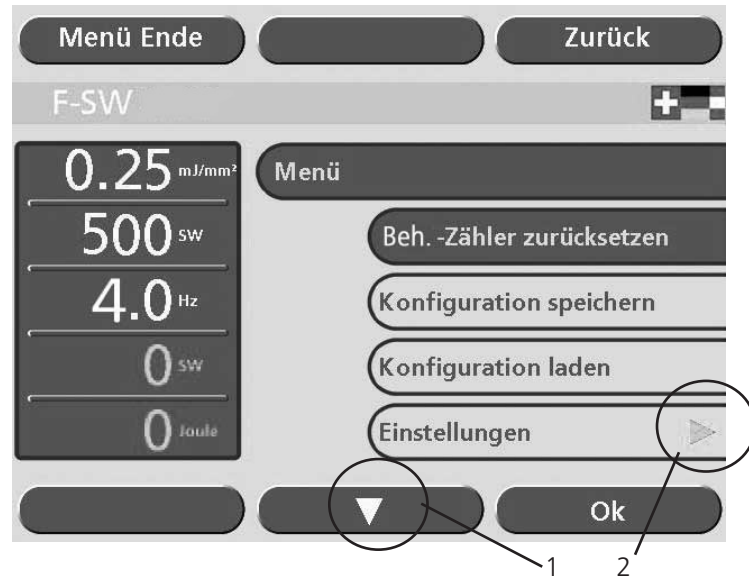 Menü Ende
Zurück
F-SW
0.25 mJ/mm²
500 SW
4.0 Hz
0 SW
0 Joule
Menü
Beh. -Zähler zurücksetzen
Konfiguration speichern
Konfiguration laden
Einstellungen
Ok
1
2